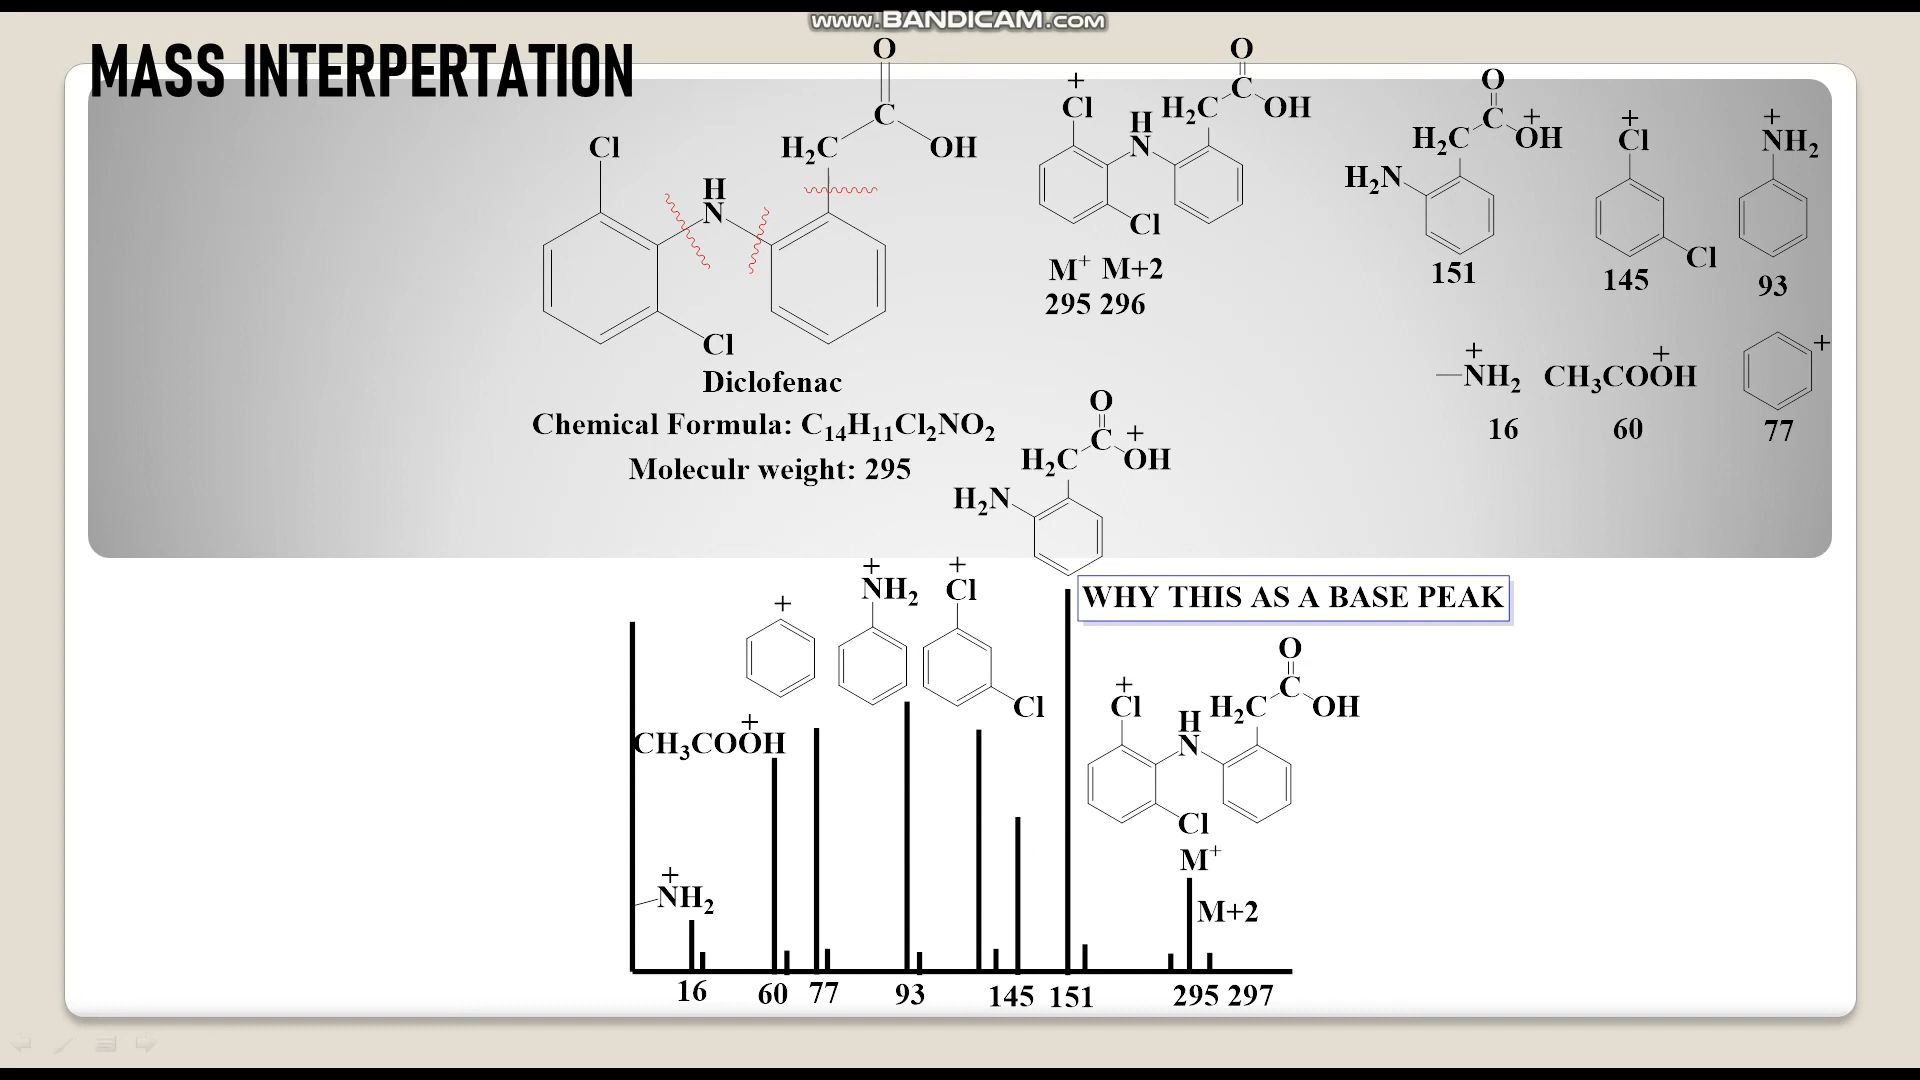 www.BANDICAM.com
MASS INTERPERTATION
O
C
H₂C
OH
Cl
H
N
Cl
Diclofenac
Chemical Formula: C₁₄H₁₁Cl₂NO₂
Moleculr weight: 295
+
Cl
H
N
H₂C
O
C
OH
Cl
M⁺ M+2
295 296
O
C
+
H₂C
OH
H₂N
151
+
Cl
Cl
145
+
NH₂
93
+
—NH₂
16
+
CH₃COOH
60
+
77
O
C
+
H₂C
OH
H₂N
WHY THIS AS A BASE PEAK
+
+
NH₂
+
Cl
Cl
+
CH₃COOH
+
NH₂
O
C
+
Cl
H
N
H₂C
OH
Cl
M⁺
M+2
16 60 77 93 145 151 295 297